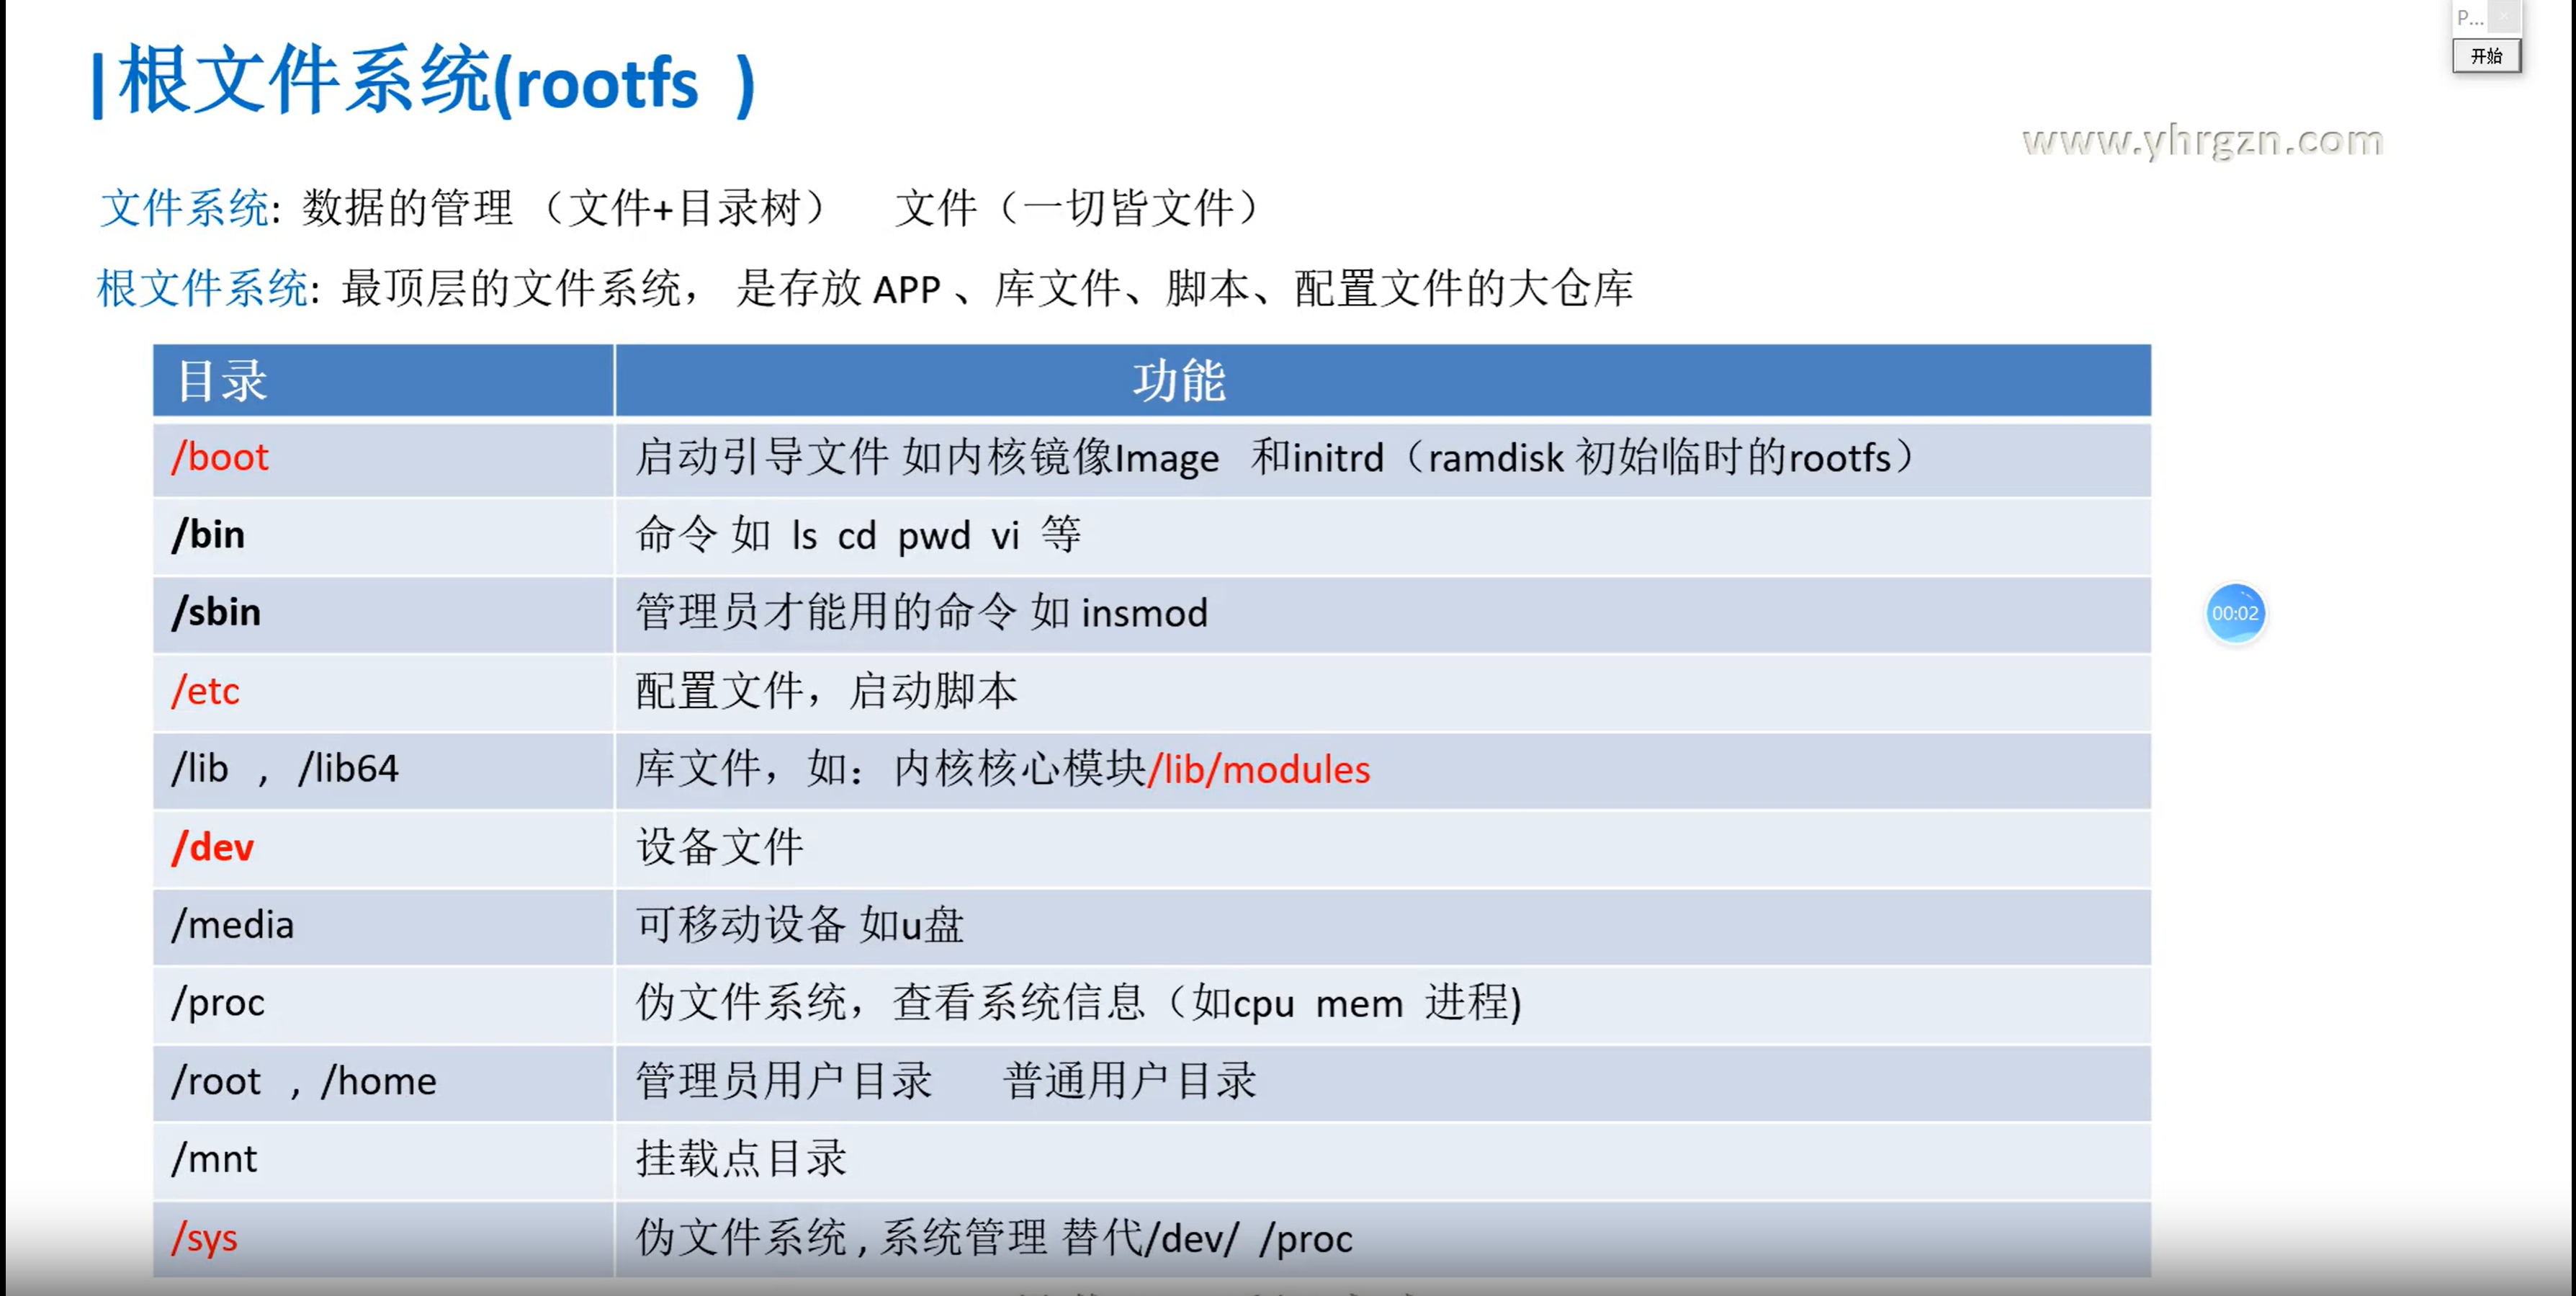 P...
开始
|根文件系统(rootfs )
www.yhrgzn.com
文件系统: 数据的管理 （文件+目录树） 文件（一切皆文件）
根文件系统: 最顶层的文件系统， 是存放 APP 、库文件、脚本、配置文件的大仓库
目录 功能
/boot 启动引导文件 如内核镜像Image 和initrd（ramdisk 初始临时的rootfs）
/bin 命令 如 ls cd pwd vi 等
/sbin 管理员才能用的命令 如 insmod
00:02
/etc 配置文件，启动脚本
/lib , /lib64 库文件，如：内核核心模块/lib/modules
/dev 设备文件
/media 可移动设备 如u盘
/proc 伪文件系统，查看系统信息（如cpu mem 进程)
/root , /home 管理员用户目录 普通用户目录
/mnt 挂载点目录
/sys 伪文件系统 , 系统管理 替代/dev/ /proc